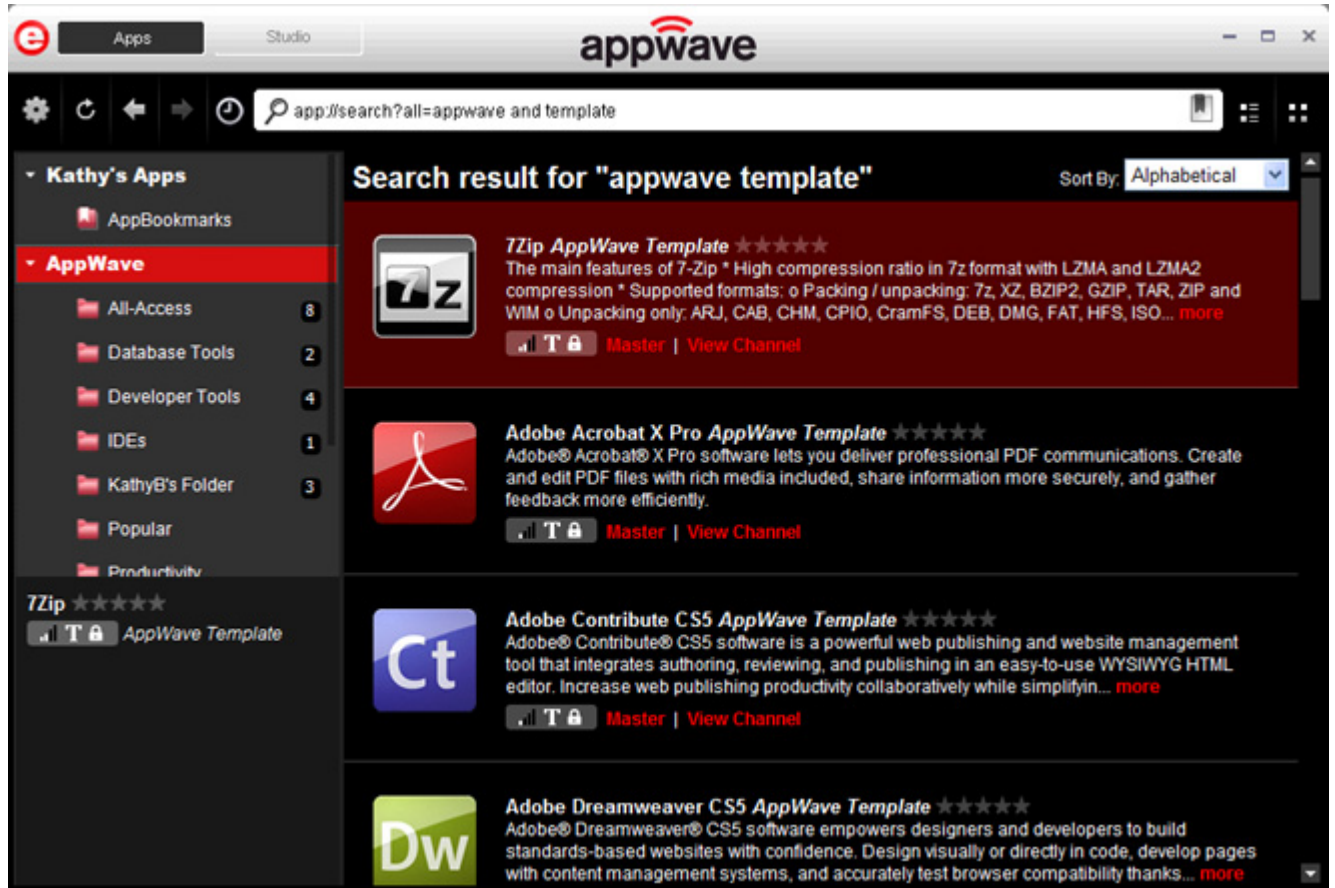 e Apps Studio appwave
app://search?all=appwave and template
Kathy's Apps
AppBookmarks
AppWave
All-Access 8
Database Tools 2
Developer Tools 4
IDEs 1
KathyB's Folder 3
Popular
Productivity
7Zip
T AppWave Template
Search result for "appwave template" Sort By: Alphabetical
7z
7Zip AppWave Template
The main features of 7-Zip * High compression ratio in 7z format with LZMA and LZMA2
compression * Supported formats: o Packing / unpacking: 7z, XZ, BZIP2, GZIP, TAR, ZIP and
WIM o Unpacking only: ARJ, CAB, CHM, CPIO, CramFS, DEB, DMG, FAT, HFS, ISO... more
T Master | View Channel
Adobe Acrobat X Pro AppWave Template
Adobe® Acrobat® X Pro software lets you deliver professional PDF communications. Create
and edit PDF files with rich media included, share information more securely, and gather
feedback more efficiently.
T Master | View Channel
Ct
Adobe Contribute CS5 AppWave Template
Adobe® Contribute® CS5 software is a powerful web publishing and website management
tool that integrates authoring, reviewing, and publishing in an easy-to-use WYSIWYG HTML
editor. Increase web publishing productivity collaboratively while simplifyin... more
T Master | View Channel
Dw
Adobe Dreamweaver CS5 AppWave Template
Adobe® Dreamweaver® CS5 software empowers designers and developers to build
standards-based websites with confidence. Design visually or directly in code, develop pages
with content management systems, and accurately test browser compatibility thanks... more